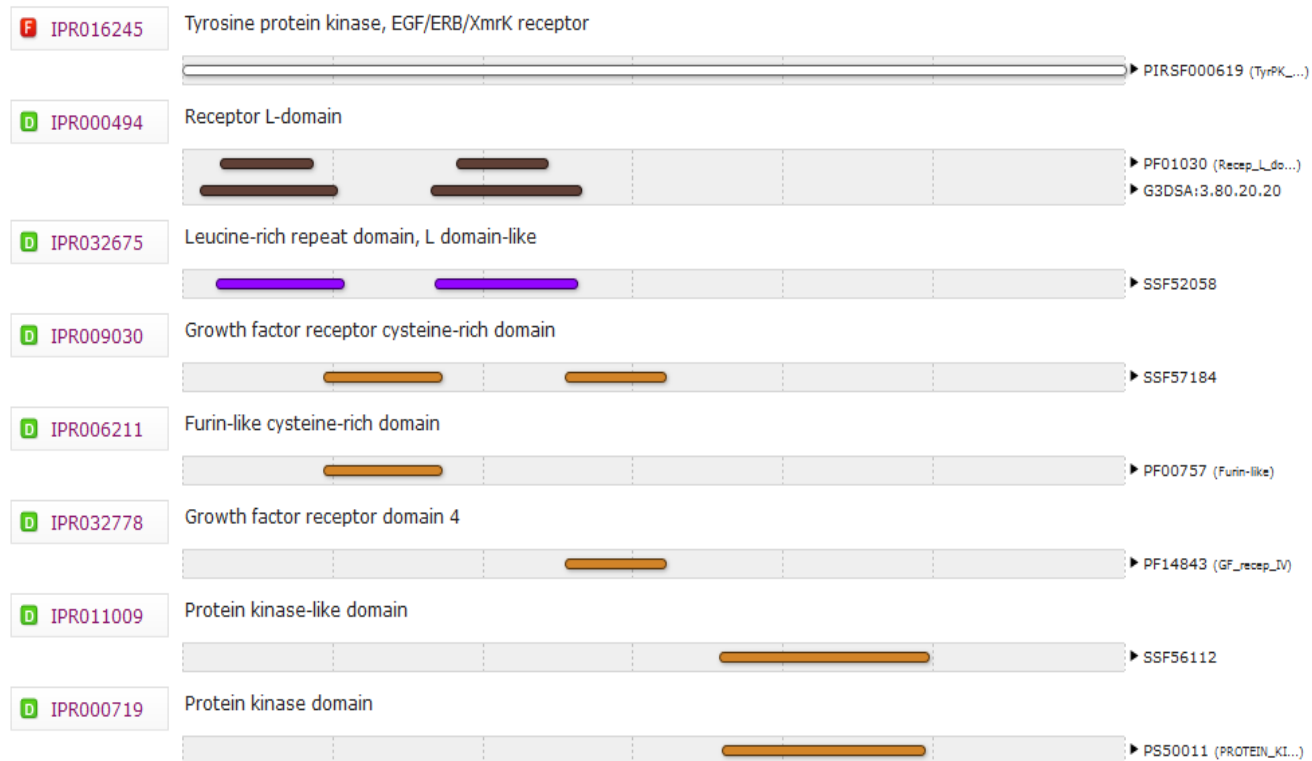 F IPR016245 Tyrosine protein kinase, EGF/ERB/XmrK receptor
PIRSF000619 (TyrPK_...)
D IPR000494 Receptor L-domain
PF01030 (Recep_L_do...)
G3DSA:3.80.20.20
D IPR032675 Leucine-rich repeat domain, L domain-like
SSF52058
D IPR009030 Growth factor receptor cysteine-rich domain
SSF57184
D IPR006211 Furin-like cysteine-rich domain
PF00757 (Furin-like)
D IPR032778 Growth factor receptor domain 4
PF14843 (GF_recep_IV)
D IPR011009 Protein kinase-like domain
SSF56112
D IPR000719 Protein kinase domain
PS50011 (PROTEIN_KI...)